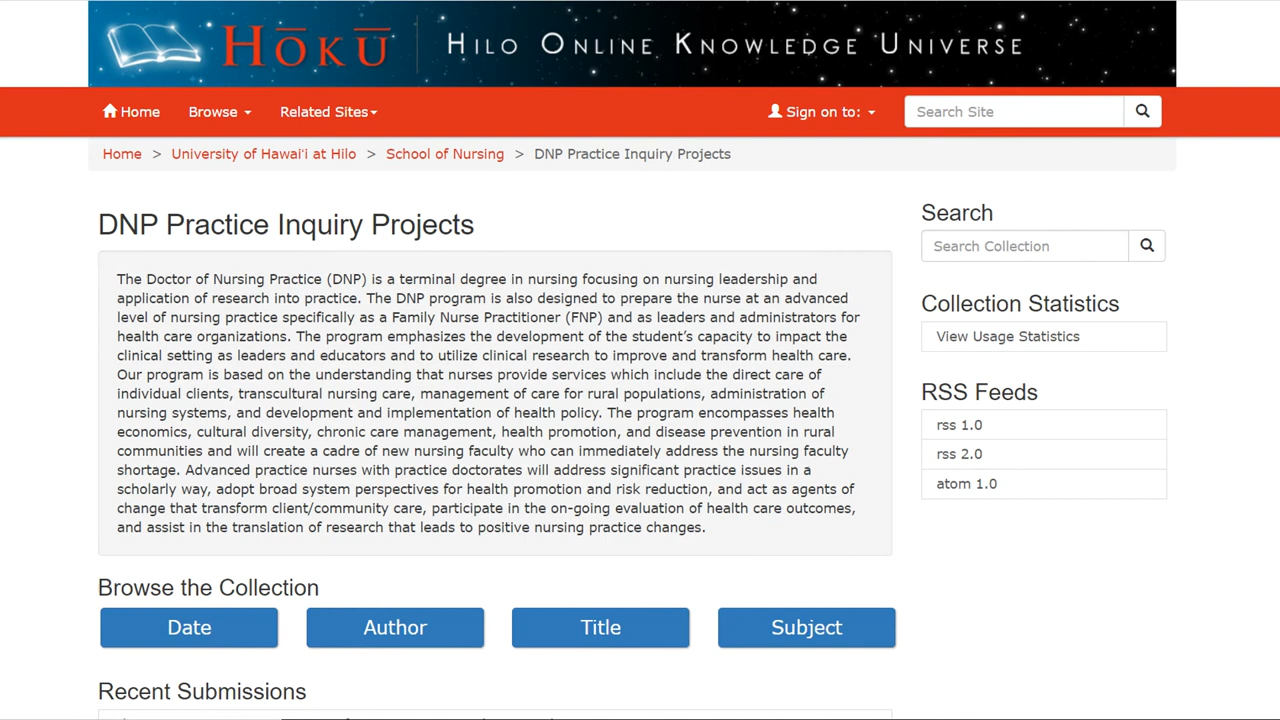 HŌKŪ | HILO ONLINE KNOWLEDGE UNIVERSE
Home Browse Related Sites Sign on to: Search Site
Home > University of Hawaiʻi at Hilo > School of Nursing > DNP Practice Inquiry Projects
DNP Practice Inquiry Projects
The Doctor of Nursing Practice (DNP) is a terminal degree in nursing focusing on nursing leadership and
application of research into practice. The DNP program is also designed to prepare the nurse at an advanced
level of nursing practice specifically as a Family Nurse Practitioner (FNP) and as leaders and administrators for
health care organizations. The program emphasizes the development of the student’s capacity to impact the
clinical setting as leaders and educators and to utilize clinical research to improve and transform health care.
Our program is based on the understanding that nurses provide services which include the direct care of
individual clients, transcultural nursing care, management of care for rural populations, administration of
nursing systems, and development and implementation of health policy. The program encompasses health
economics, cultural diversity, chronic care management, health promotion, and disease prevention in rural
communities and will create a cadre of new nursing faculty who can immediately address the nursing faculty
shortage. Advanced practice nurses with practice doctorates will address significant practice issues in a
scholarly way, adopt broad system perspectives for health promotion and risk reduction, and act as agents of
change that transform client/community care, participate in the on-going evaluation of health care outcomes,
and assist in the translation of research that leads to positive nursing practice changes.
Browse the Collection
Date Author Title Subject
Recent Submissions
Search
Search Collection
Collection Statistics
View Usage Statistics
RSS Feeds
rss 1.0
rss 2.0
atom 1.0